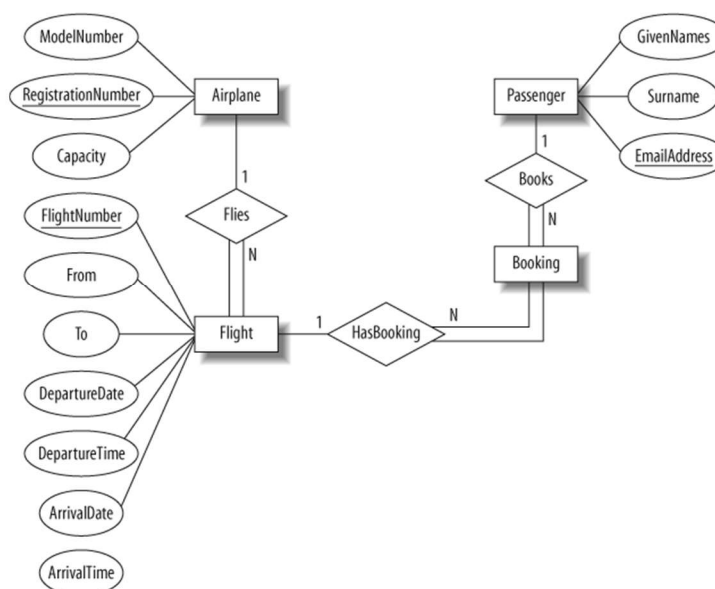 ModelNumber
GivenNames
RegistrationNumber
Airplane
Passenger
Surname
Capacity
1
1
EmailAddress
Books
FlightNumber
Flies
N
From
N
Booking
To
Flight
1
HasBooking
N
DepartureDate
DepartureTime
ArrivalDate
ArrivalTime